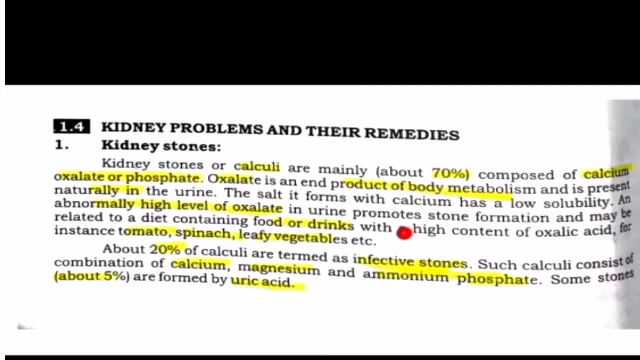 1.4 KIDNEY PROBLEMS AND THEIR REMEDIES
1. Kidney stones:
Kidney stones or calculi are mainly (about 70%) composed of calcium
oxalate or phosphate. Oxalate is an end product of body metabolism and is present
naturally in the urine. The salt it forms with calcium has a low solubility. An
abnormally high level of oxalate in urine promotes stone formation and may be
related to a diet containing food or drinks with high content of oxalic acid, for
instance tomato, spinach, leafy vegetables etc.
About 20% of calculi are termed as infective stones. Such calculi consist of
combination of calcium, magnesium and ammonium phosphate. Some stones
(about 5%) are formed by uric acid.